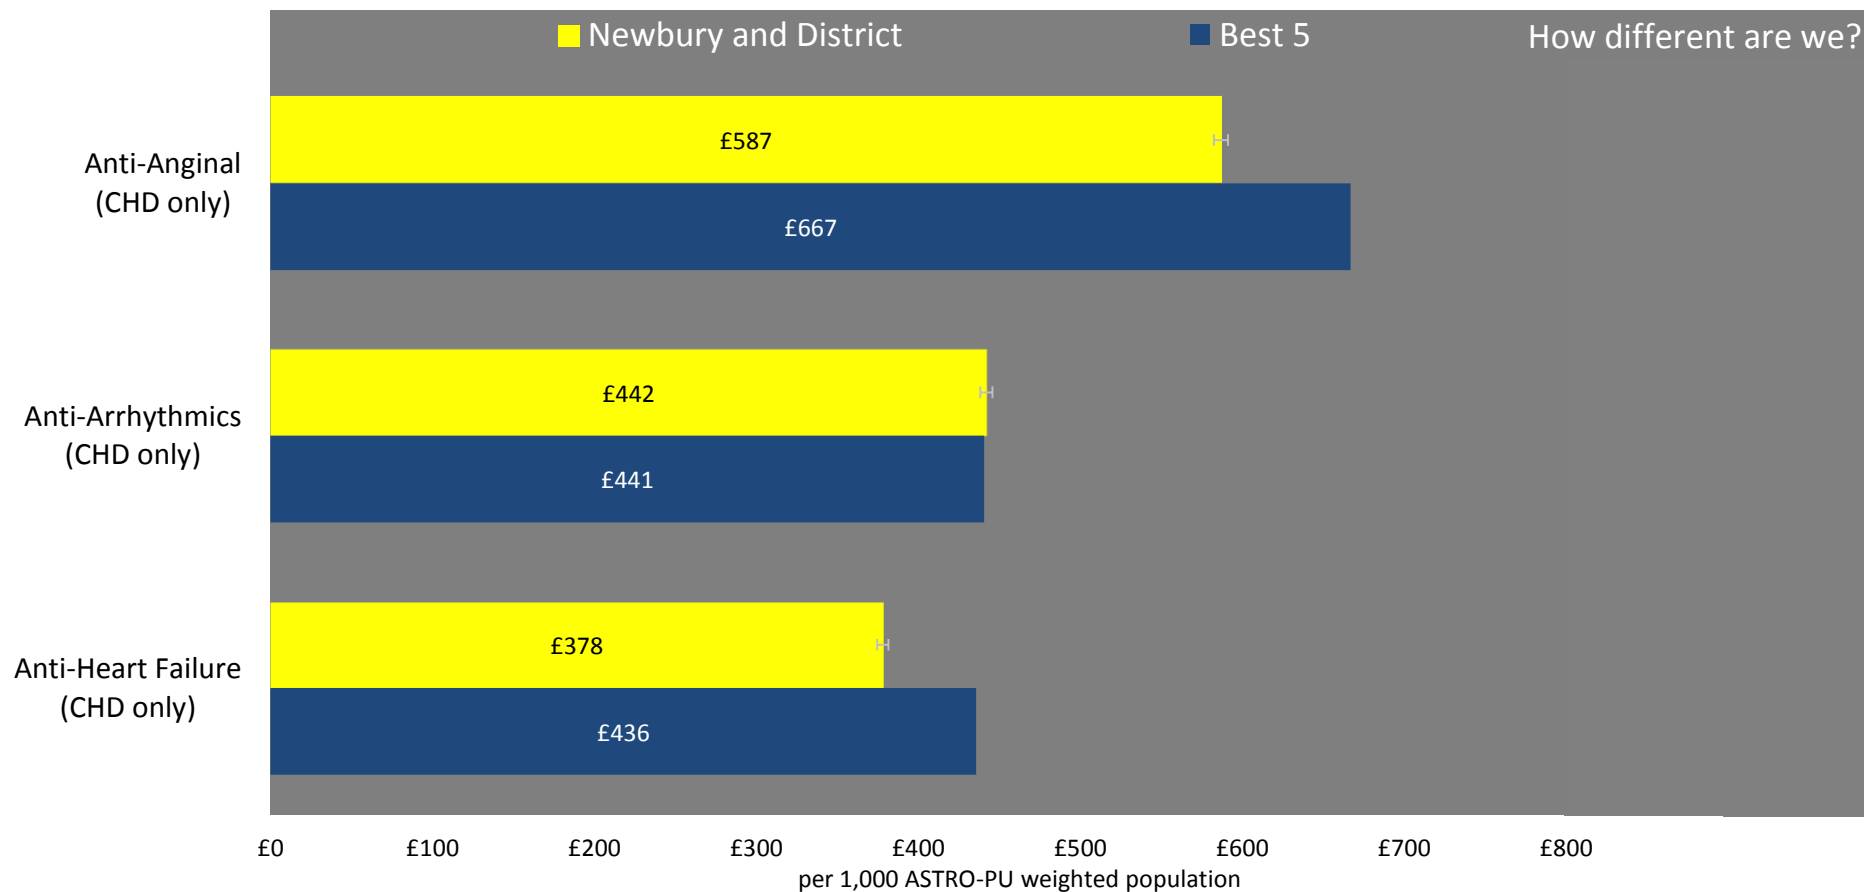 Newbury and District
Best 5
How different are we?
Anti-Anginal
(CHD only)
£587
£667
Anti-Arrhythmics
(CHD only)
£442
£441
Anti-Heart Failure
(CHD only)
£378
£436
£0 £100 £200 £300 £400 £500 £600 £700 £800
per 1,000 ASTRO-PU weighted population